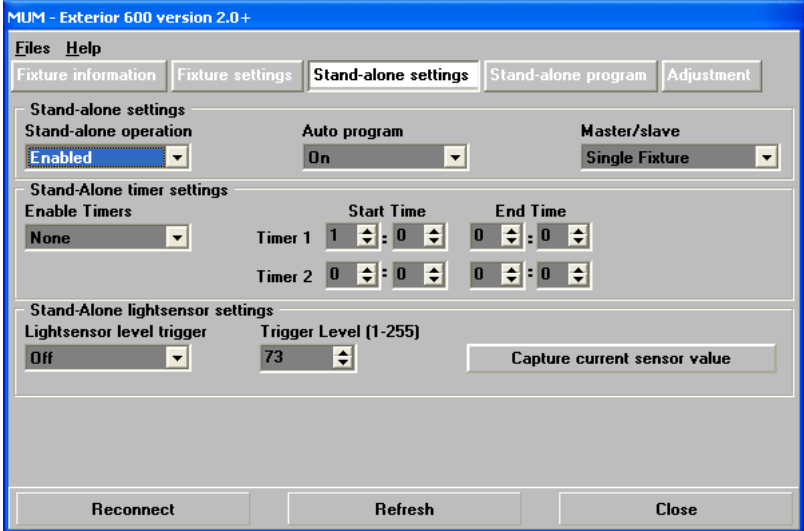 MUM - Exterior 600 version 2.0+
Files Help
Fixture information Fixture settings Stand-alone settings Stand-alone program Adjustment
Stand-alone settings
Stand-alone operation Auto program Master/slave
Enabled On Single Fixture
Stand-Alone timer settings
Enable Timers Start Time End Time
None Timer 1 1 : 0 0 : 0
Timer 2 0 : 0 0 : 0
Stand-Alone lightsensor settings
Lightsensor level trigger Trigger Level (1-255)
Off 73 Capture current sensor value
Reconnect Refresh Close